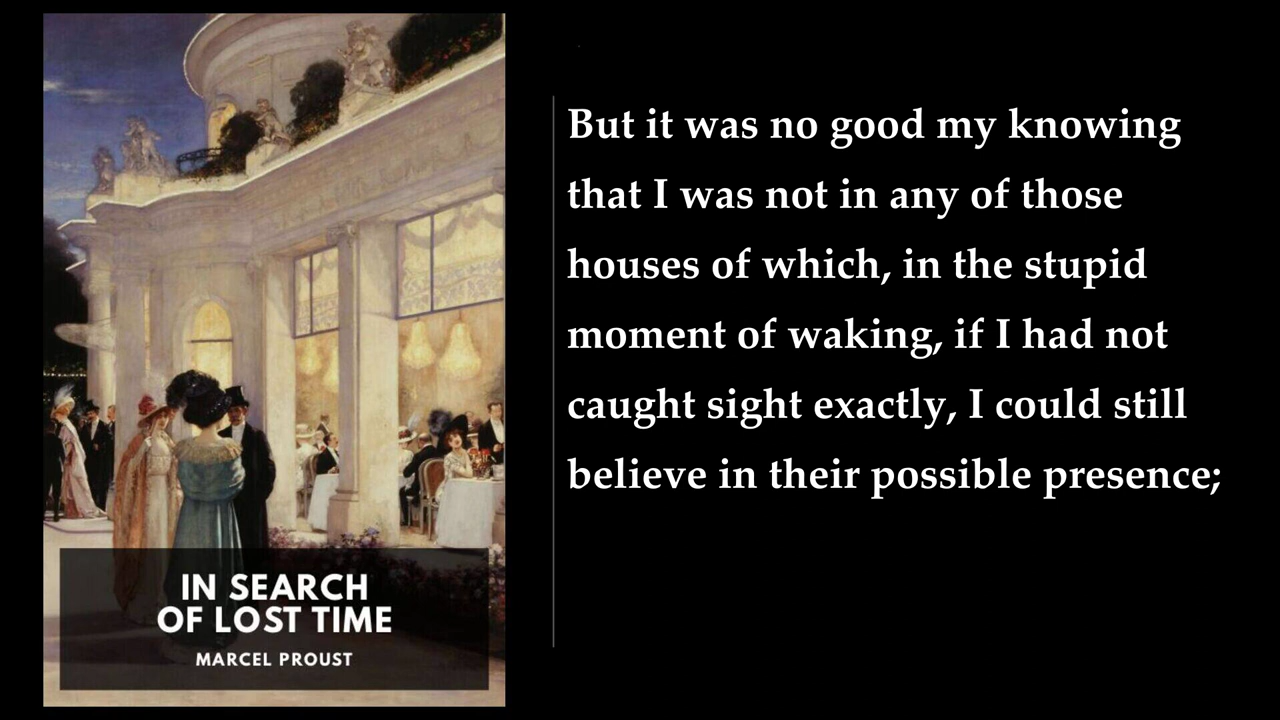 But it was no good my knowing
that I was not in any of those
houses of which, in the stupid
moment of waking, if I had not
caught sight exactly, I could still
believe in their possible presence;
IN SEARCH
OF LOST TIME
MARCEL PROUST